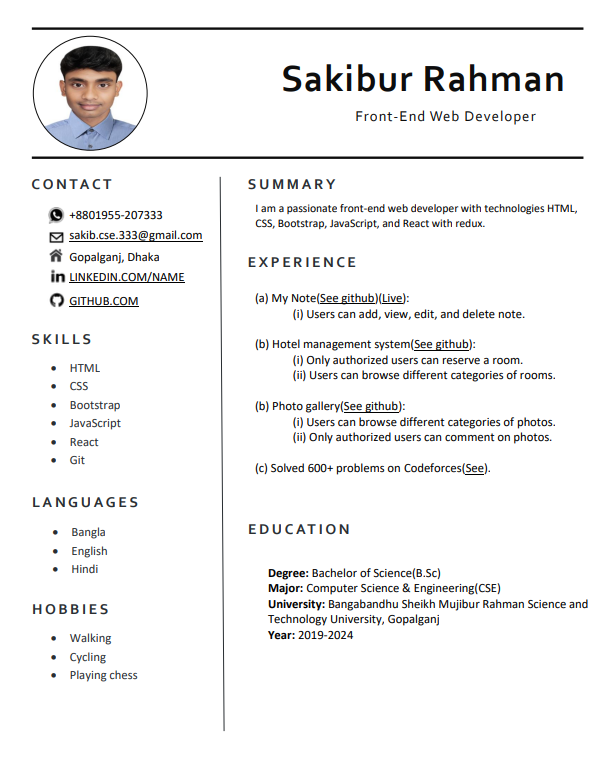 Sakibur Rahman
Front-End Web Developer
CONTACT
+8801955-207333
sakib.cse.333@gmail.com
Gopalganj, Dhaka
LINKEDIN.COM/NAME
GITHUB.COM
SKILLS
• HTML
• CSS
• Bootstrap
• JavaScript
• React
• Git
LANGUAGES
• Bangla
• English
• Hindi
HOBBIES
• Walking
• Cycling
• Playing chess
SUMMARY
I am a passionate front-end web developer with technologies HTML,
CSS, Bootstrap, JavaScript, and React with redux.
EXPERIENCE
(a) My Note(See github)(Live):
(i) Users can add, view, edit, and delete note.
(b) Hotel management system(See github):
(i) Only authorized users can reserve a room.
(ii) Users can browse different categories of rooms.
(b) Photo gallery(See github):
(i) Users can browse different categories of photos.
(ii) Only authorized users can comment on photos.
(c) Solved 600+ problems on Codeforces(See).
EDUCATION
Degree: Bachelor of Science(B.Sc)
Major: Computer Science & Engineering(CSE)
University: Bangabandhu Sheikh Mujibur Rahman Science and
Technology University, Gopalganj
Year: 2019-2024